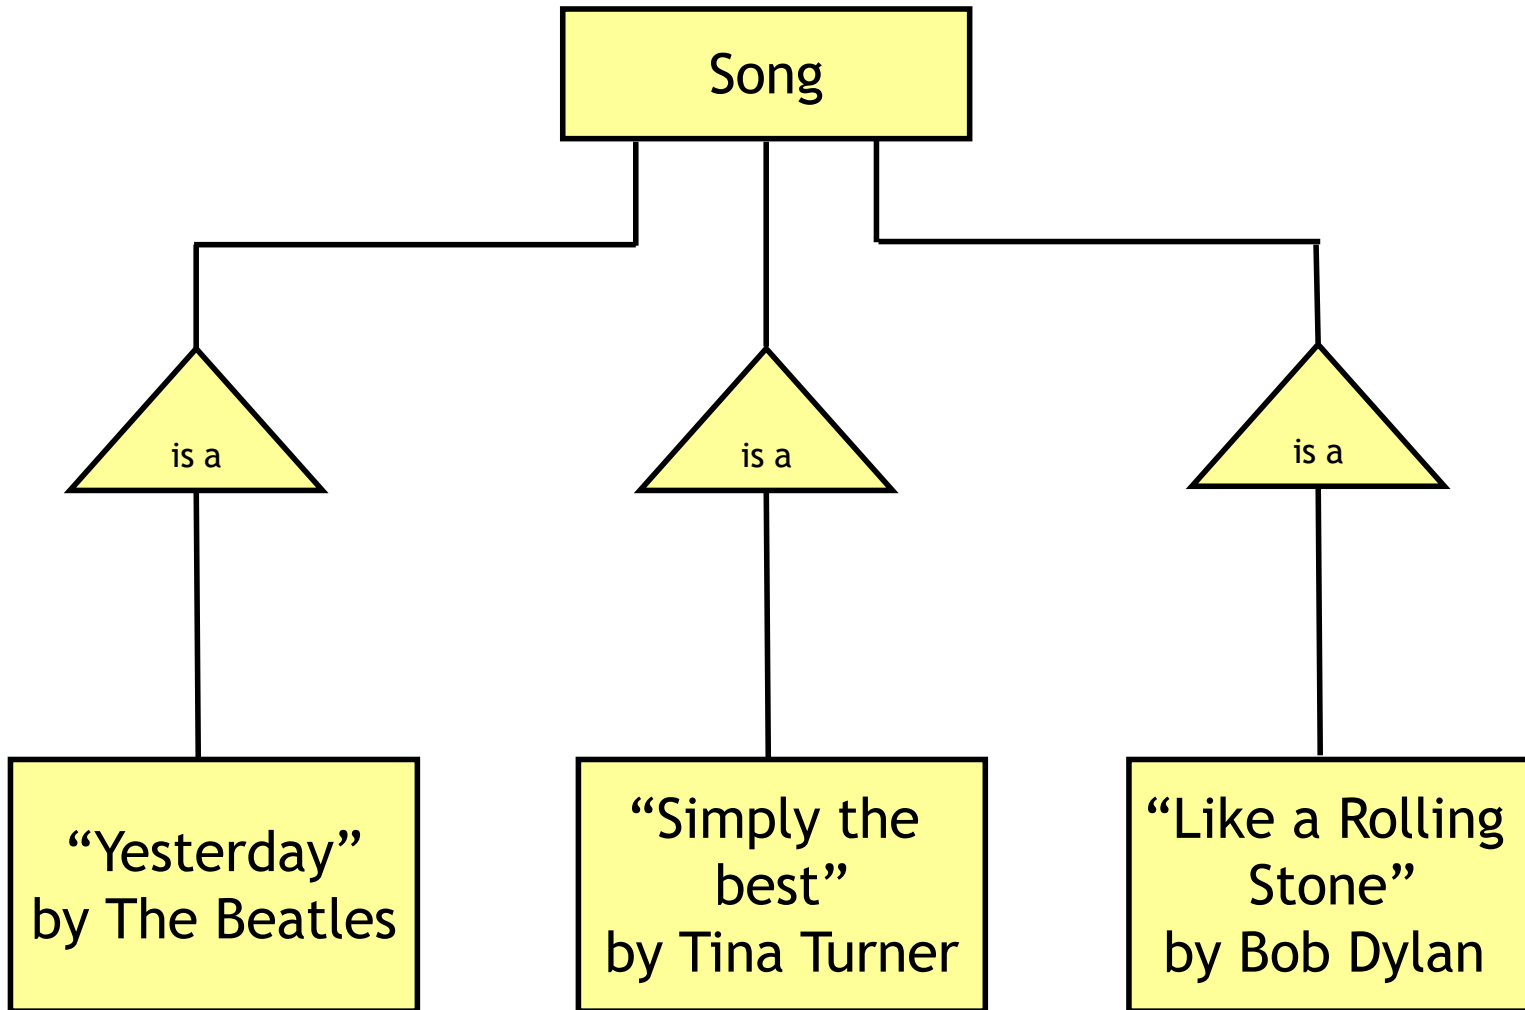 Song
is a
is a
is a
“Yesterday”
by The Beatles
“Simply the
best”
by Tina Turner
“Like a Rolling
Stone”
by Bob Dylan